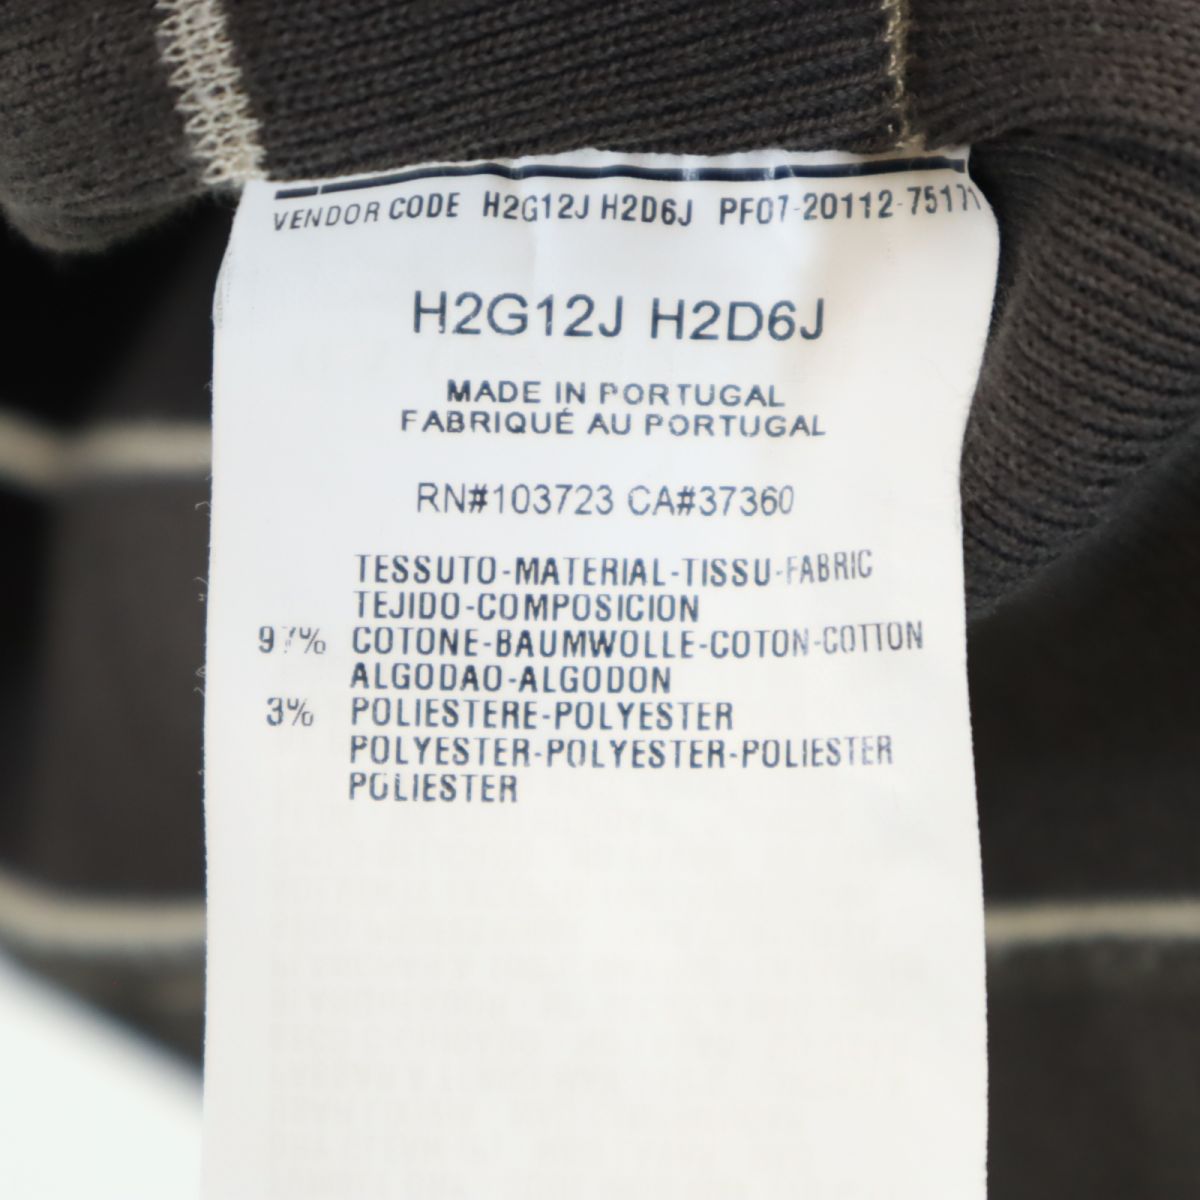 VENDOR CODE H2G12J H2D6J PF07-20112-75171
H2G12J H2D6J
MADE IN PORTUGAL
FABRIQUÉ AU PORTUGAL
RN#103723 CA#37360
TESSUTO-MATERIAL-TISSU-FABRIC
TEJIDO-COMPOSICION
97% COTONE-BAUMWOLLE-COTON-COTTON
ALGODAO-ALGODON
3% POLIESTERE-POLYESTER
POLYESTER-POLYESTER-POLIESTER
POLIESTER